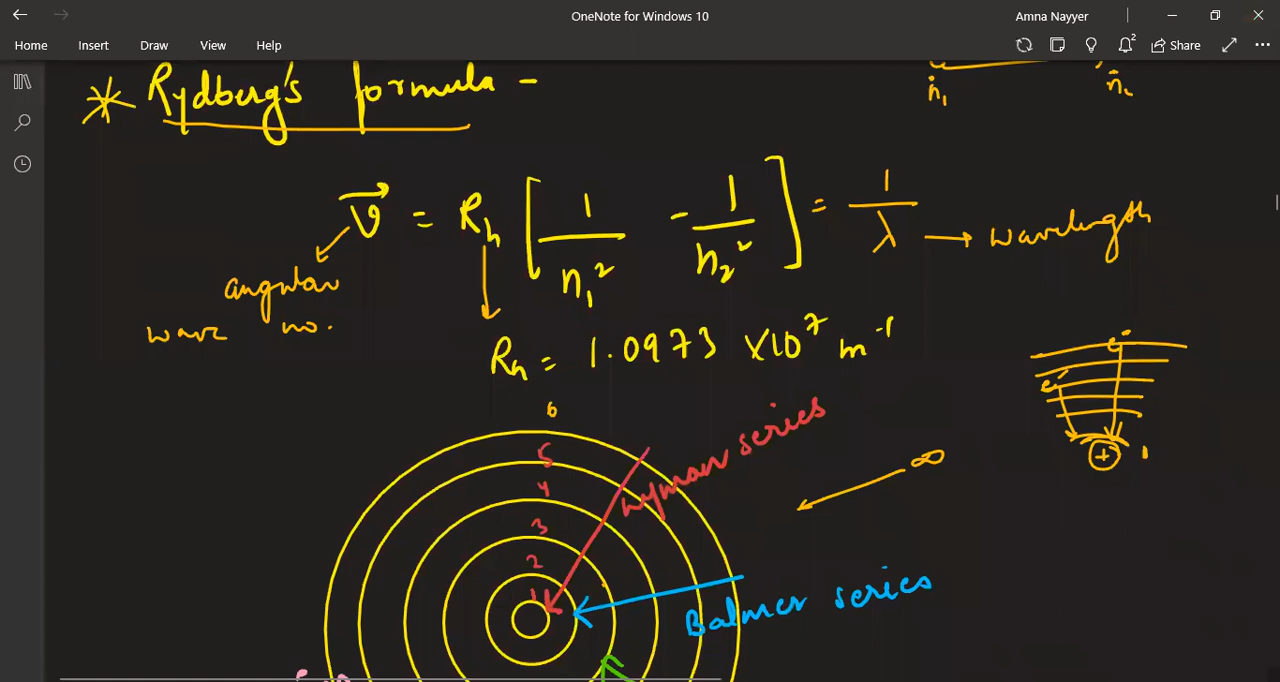 OneNote for Windows 10
Amna Nayyer
Home Insert Draw View Help
2 Share
* Rydberg's formula -
n₁ n₂
ν = Rh [ 1/n₁² - 1/n₂² ] = 1/λ → wavelength
angular
wave no.
Rh = 1.0973 × 10⁷ m⁻¹
e⁻
e⁻
+ 1
6
5
4
3
2
1
Lyman series
∞
Balmer series